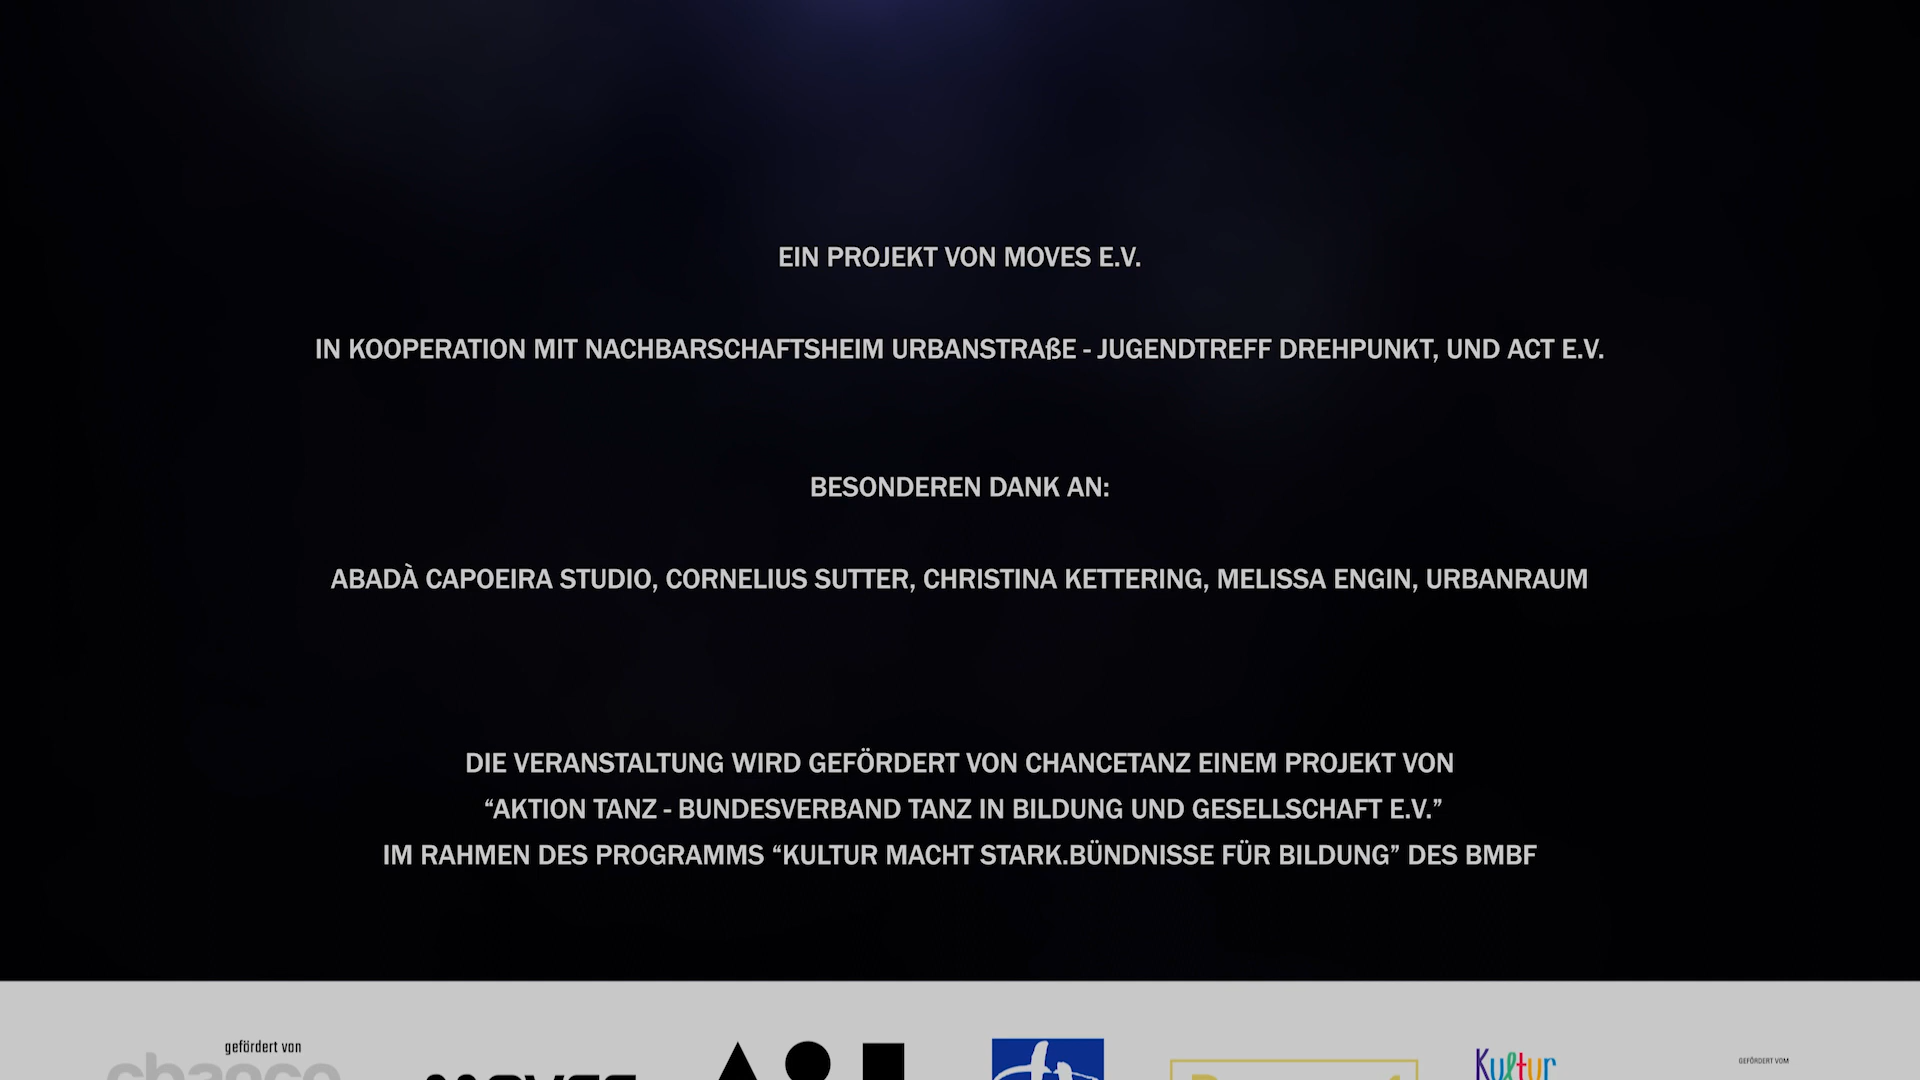 EIN PROJEKT VON MOVES E.V.
IN KOOPERATION MIT NACHBARSCHAFTSHEIM URBANSTRAßE - JUGENDTREFF DREHPUNKT, UND ACT E.V.
BESONDEREN DANK AN:
ABADÀ CAPOEIRA STUDIO, CORNELIUS SUTTER, CHRISTINA KETTERING, MELISSA ENGIN, URBANRAUM
DIE VERANSTALTUNG WIRD GEFÖRDERT VON CHANCETANZ EINEM PROJEKT VON
“AKTION TANZ - BUNDESVERBAND TANZ IN BILDUNG UND GESELLSCHAFT E.V.”
IM RAHMEN DES PROGRAMMS “KULTUR MACHT STARK.BÜNDNISSE FÜR BILDUNG” DES BMBF
gefördert von
chance
Kultur
GEFÖRDERT VOM